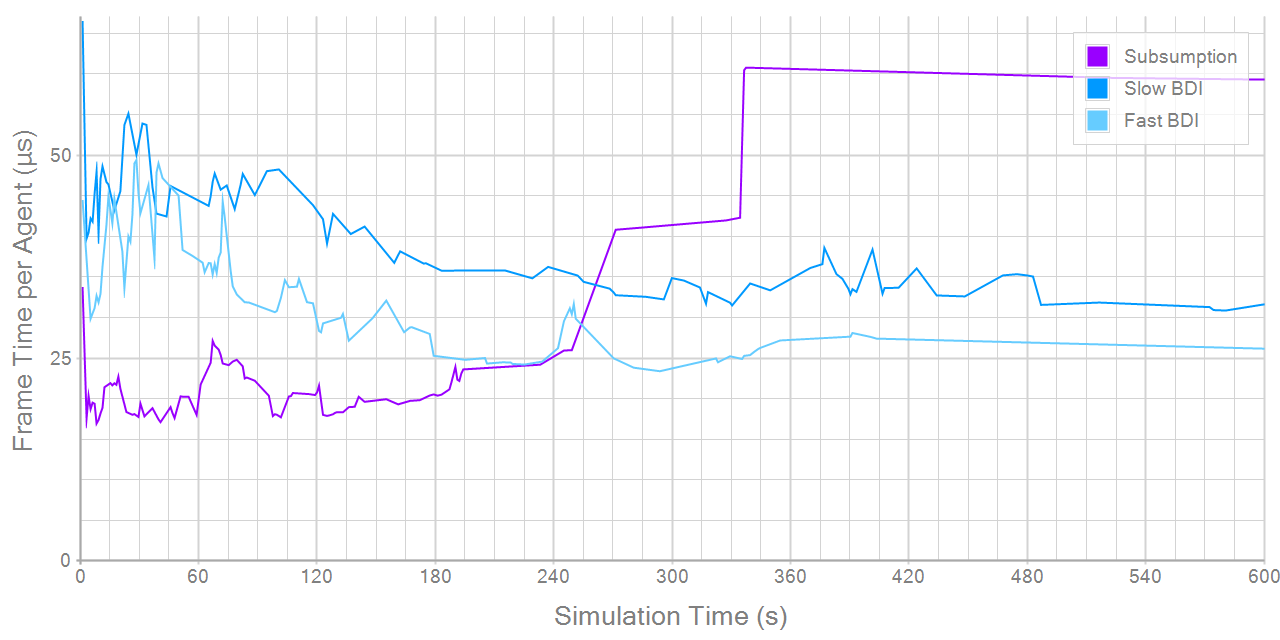 Frame Time per Agent (µs)
50
25
0
Subsumption
Slow BDI
Fast BDI
0 60 120 180 240 300 360 420 480 540 600
Simulation Time (s)